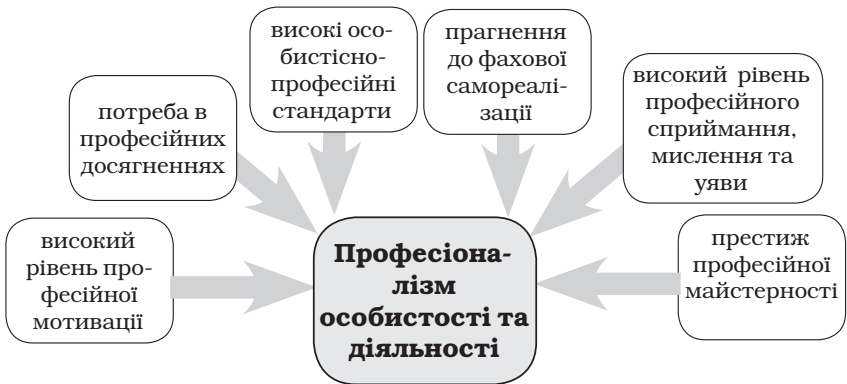 високі осо-
бистісно-
професійні
стандарти
прагнення
до фахової
самореалі-
зації
високий рівень
професійного
сприймання,
мислення та
уяви
потреба в
професійних
досягненнях
високий
рівень про-
фесійної
мотивації
Професіона-
лізм
особистості та
діяльності
престиж
професійної
майстерності